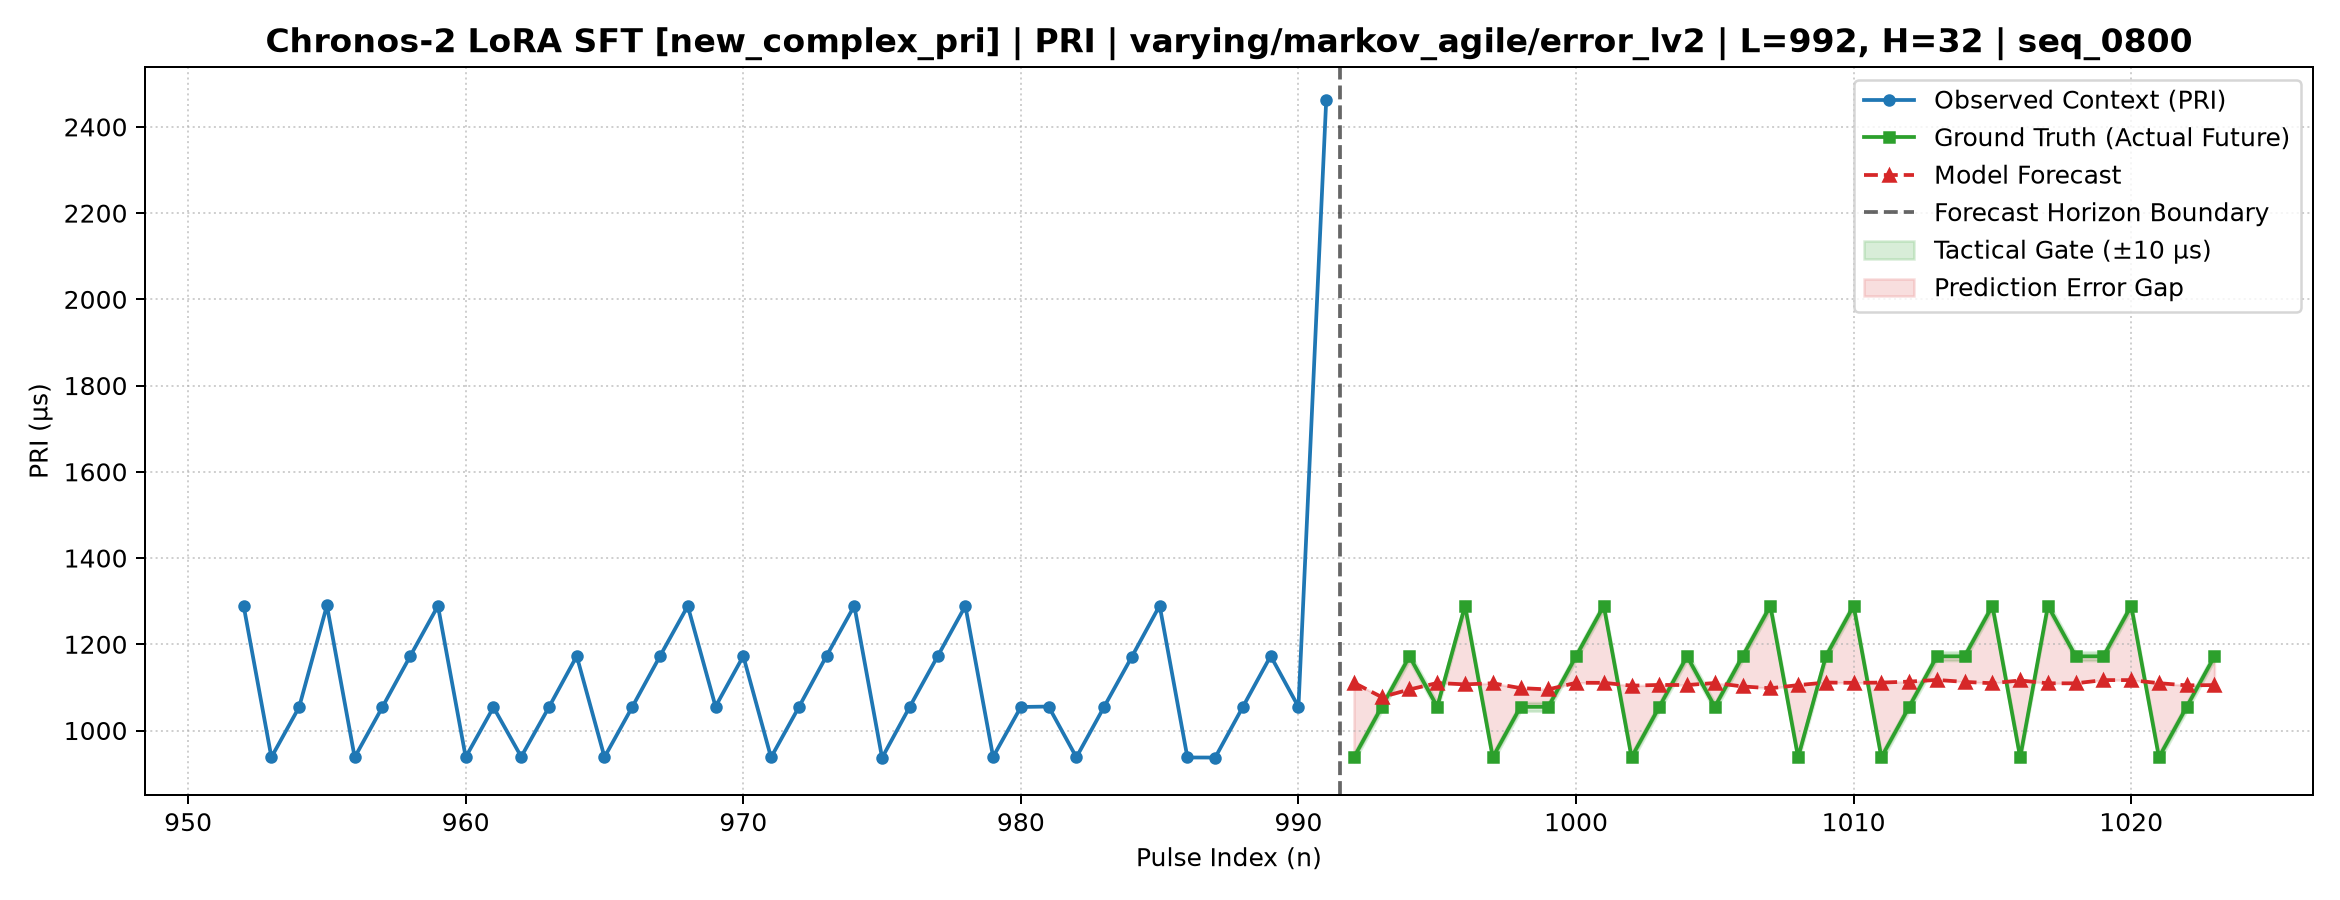 Chronos-2 LoRA SFT [new_complex_pri] | PRI | varying/markov_agile/error_lv2 | L=992, H=32 | seq_0800
Observed Context (PRI)
Ground Truth (Actual Future)
Model Forecast
Forecast Horizon Boundary
Tactical Gate (±10 µs)
Prediction Error Gap
PRI (µs)
2400
2200
2000
1800
1600
1400
1200
1000
950
960
970
980
990
1000
1010
1020
Pulse Index (n)